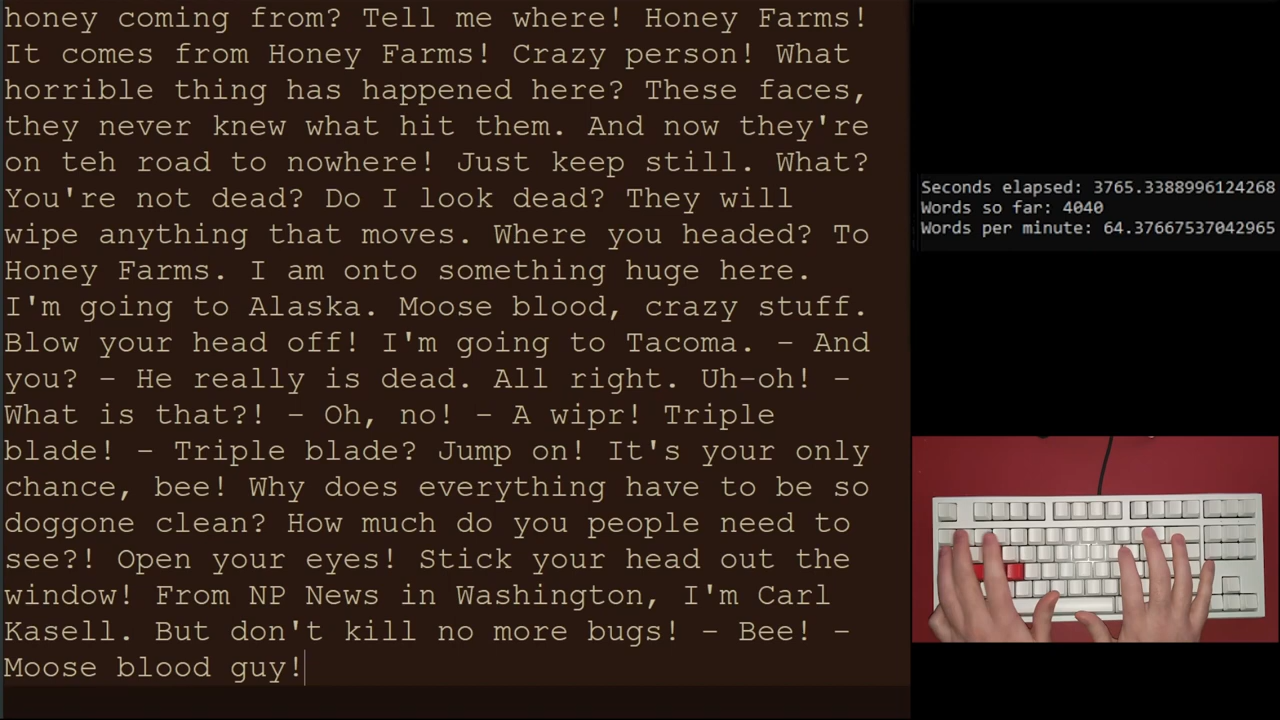 honey coming from? Tell me where! Honey Farms!
It comes from Honey Farms! Crazy person! What
horrible thing has happened here? These faces,
they never knew what hit them. And now they're
on teh road to nowhere! Just keep still. What?
You're not dead? Do I look dead? They will
wipe anything that moves. Where you headed? To
Honey Farms. I am onto something huge here.
I'm going to Alaska. Moose blood, crazy stuff.
Blow your head off! I'm going to Tacoma. - And
you? - He really is dead. All right. Uh-oh! -
What is that?! - Oh, no! - A wipr! Triple
blade! - Triple blade? Jump on! It's your only
chance, bee! Why does everything have to be so
doggone clean? How much do you people need to
see?! Open your eyes! Stick your head out the
window! From NP News in Washington, I'm Carl
Kasell. But don't kill no more bugs! - Bee! -
Moose blood guy!
Seconds elapsed: 3765.3388996124268
Words so far: 4040
Words per minute: 64.37667537042965